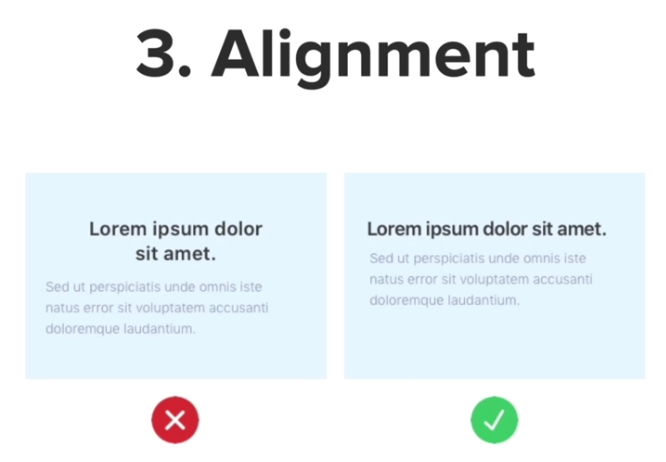 3. Alignment
Lorem ipsum dolor
sit amet.
Sed ut perspiciatis unde omnis iste
natus error sit voluptatem accusanti
doloremque laudantium.
Lorem ipsum dolor sit amet.
Sed ut perspiciatis unde omnis iste
natus error sit voluptatem accusanti
doloremque laudantium.